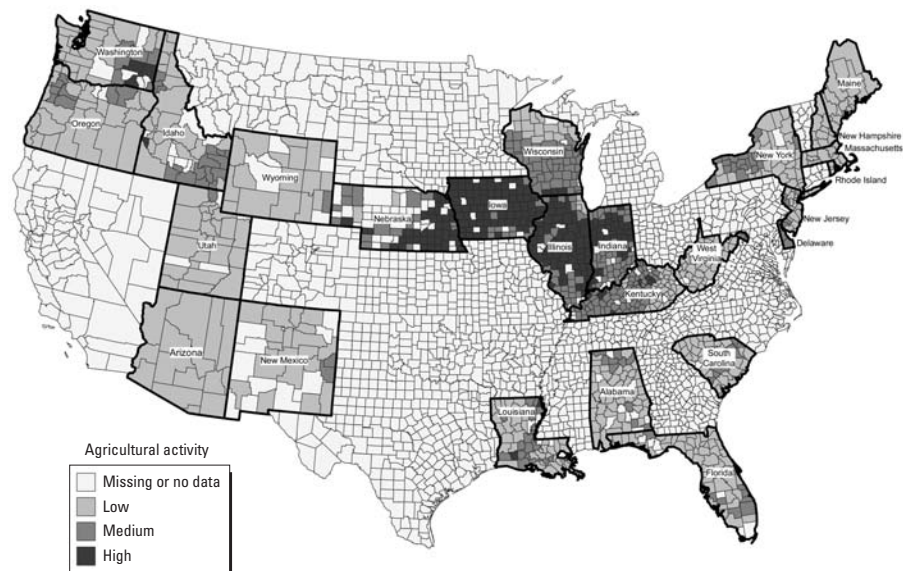 Washington
Oregon
Idaho
Wyoming
Utah
Arizona
New Mexico
Nebraska
Iowa
Wisconsin
Illinois
Indiana
Kentucky
West
Virginia
South
Carolina
Alabama
Louisiana
Florida
New York
Maine
New Hampshire
Massachusetts
Rhode Island
New Jersey
Delaware
Agricultural activity
Missing or no data
Low
Medium
High